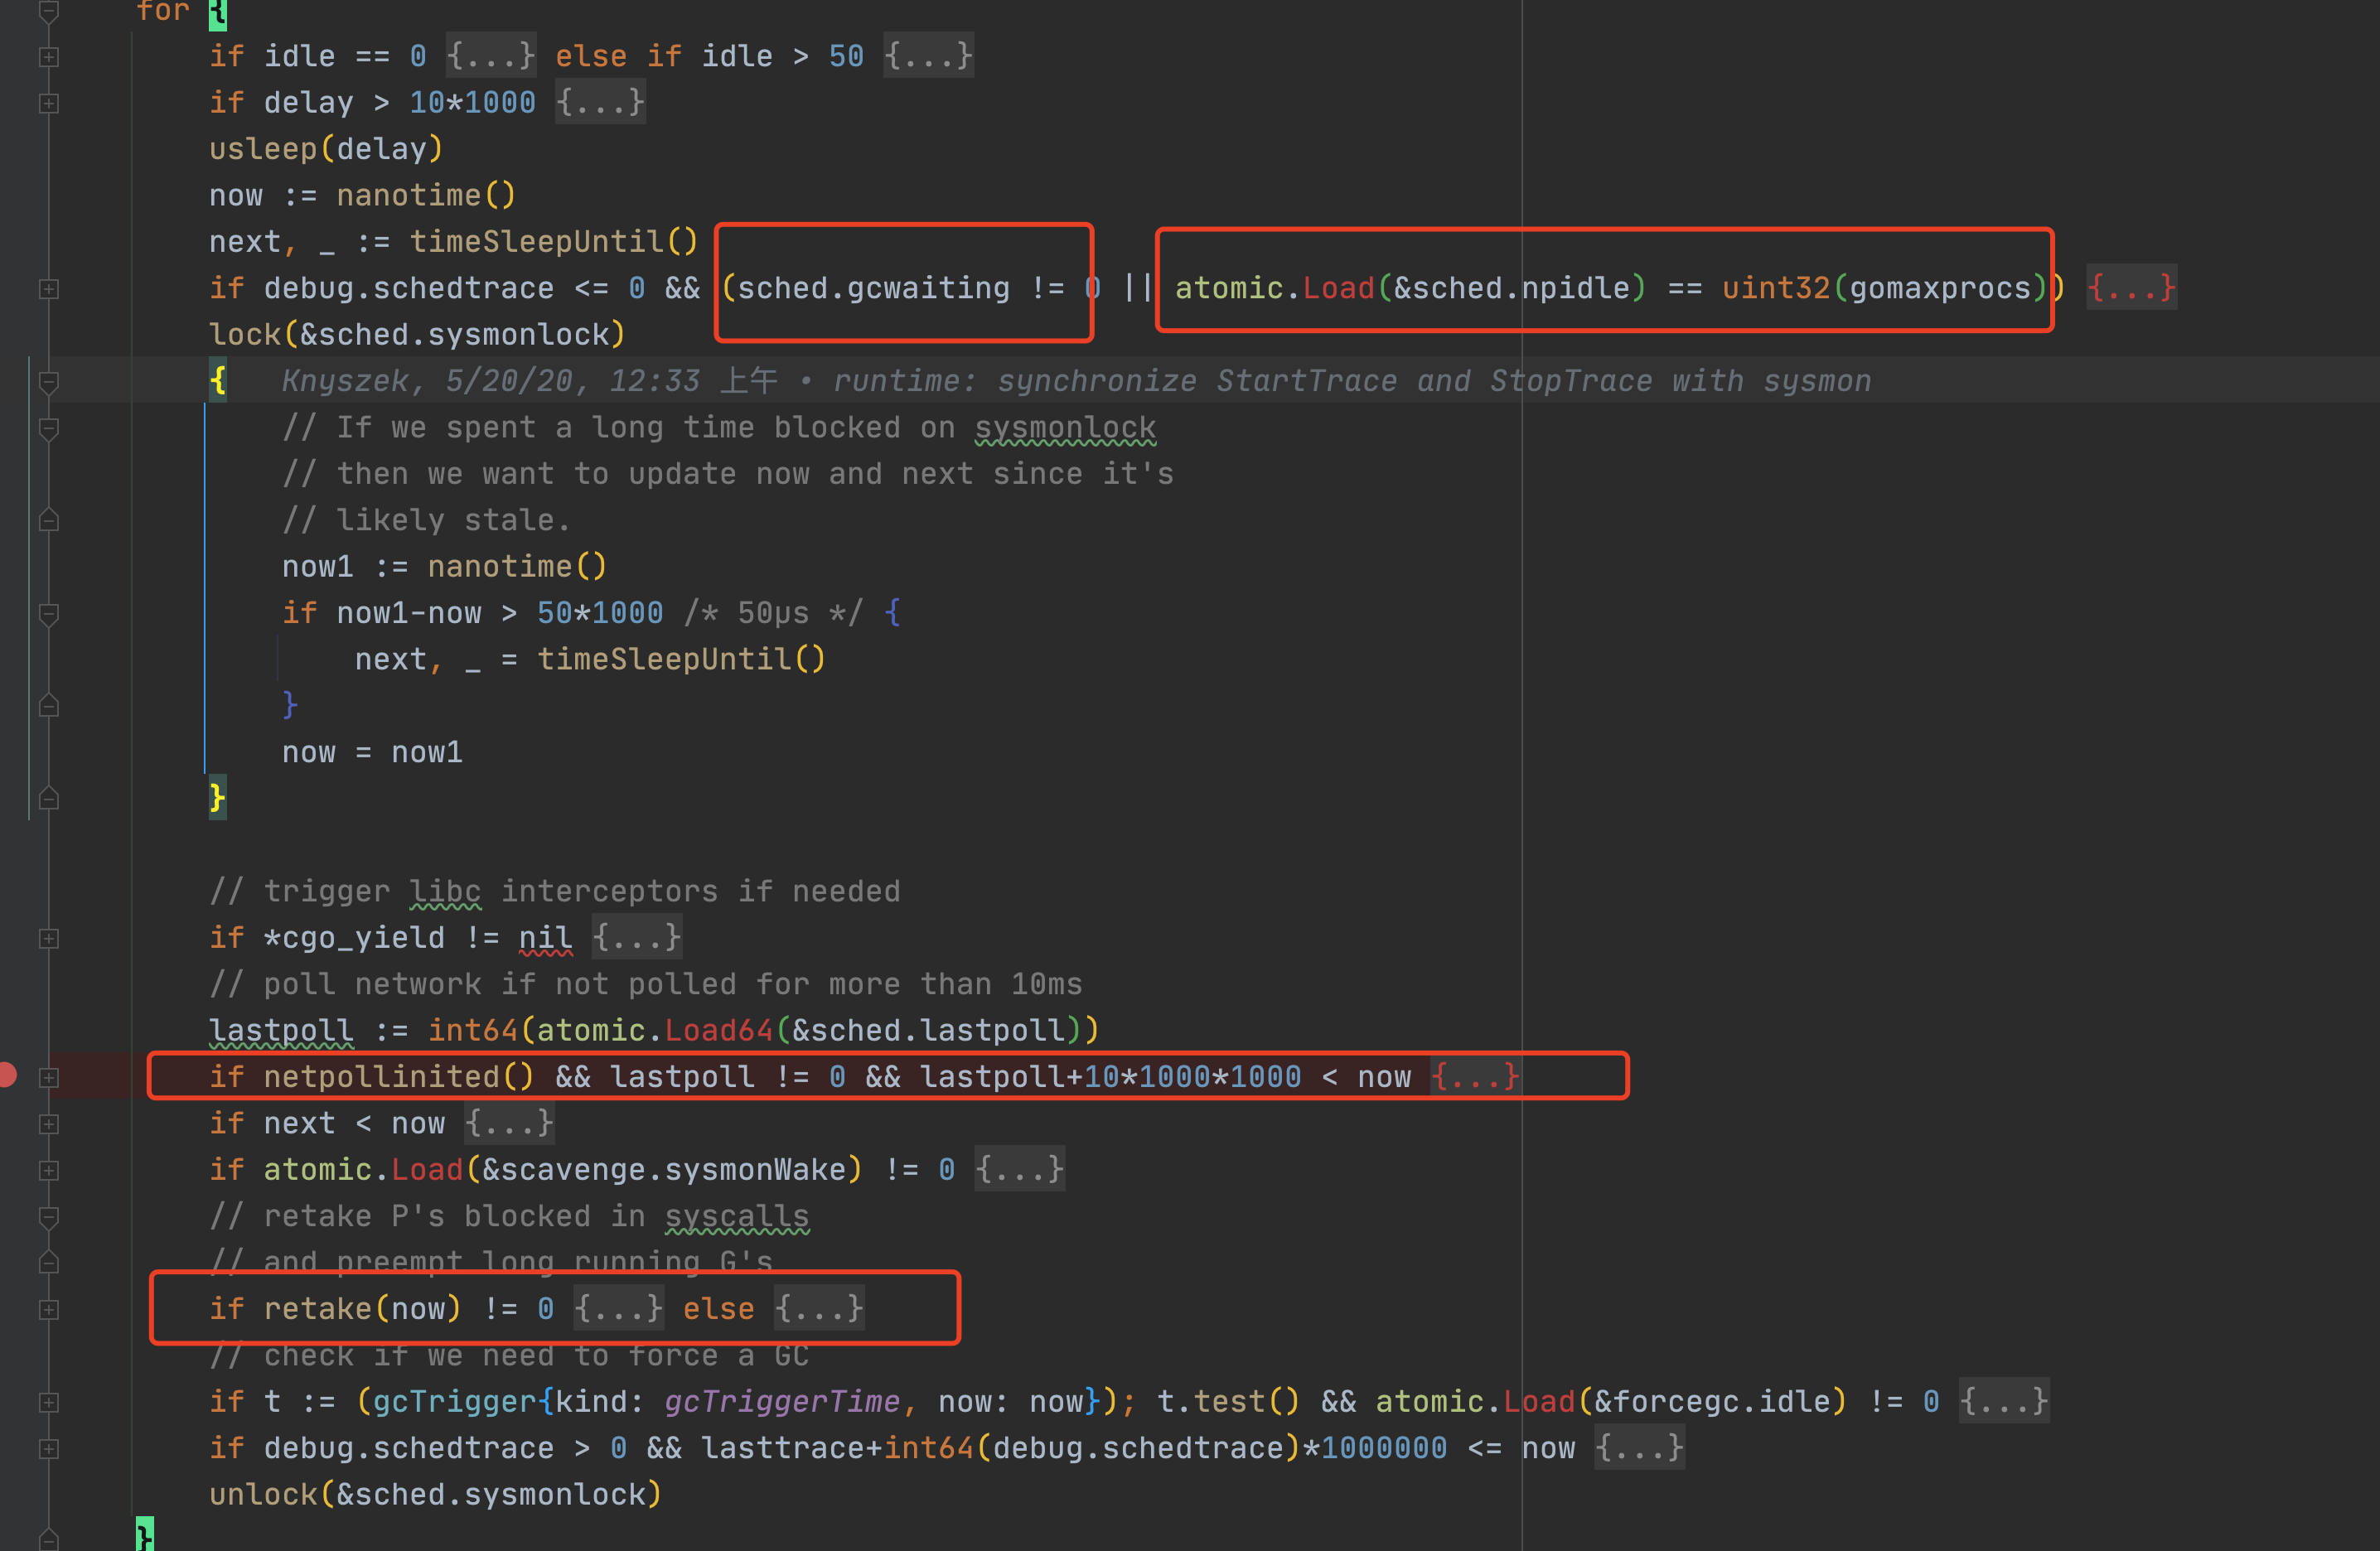 for {
if idle == 0 {...} else if idle > 50 {...}
if delay > 10*1000 {...}
usleep(delay)
now := nanotime()
next, _ := timeSleepUntil()
if debug.schedtrace <= 0 && (sched.gcwaiting != 0 || atomic.Load(&sched.npidle) == uint32(gomaxprocs)) {...}
lock(&sched.sysmonlock)
{ Knyszek, 5/20/20, 12:33 上午 • runtime: synchronize StartTrace and StopTrace with sysmon
// If we spent a long time blocked on sysmonlock
// then we want to update now and next since it's
// likely stale.
now1 := nanotime()
if now1-now > 50*1000 /* 50µs */ {
next, _ = timeSleepUntil()
}
now = now1
}
// trigger libc interceptors if needed
if *cgo_yield != nil {...}
// poll network if not polled for more than 10ms
lastpoll := int64(atomic.Load64(&sched.lastpoll))
if netpollinited() && lastpoll != 0 && lastpoll+10*1000*1000 < now {...}
if next < now {...}
if atomic.Load(&scavenge.sysmonWake) != 0 {...}
// retake P's blocked in syscalls
// and preempt long running G's
if retake(now) != 0 {...} else {...}
// check if we need to force a GC
if t := (gcTrigger{kind: gcTriggerTime, now: now}); t.test() && atomic.Load(&forcegc.idle) != 0 {...}
if debug.schedtrace > 0 && lasttrace+int64(debug.schedtrace)*1000000 <= now {...}
unlock(&sched.sysmonlock)
}